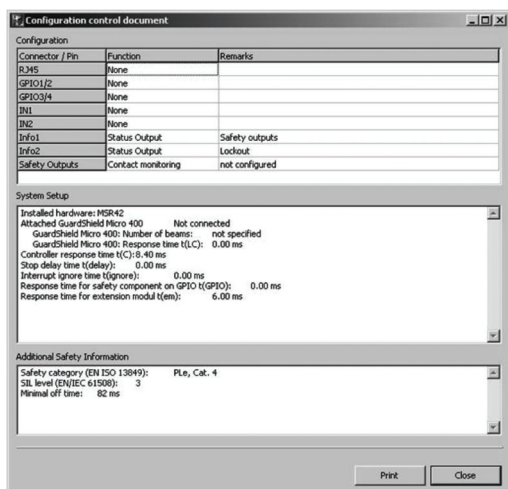 Configuration control document
Configuration
Connector / Pin Function Remarks
RJ45 None
GPIO1/2 None
GPIO3/4 None
IN1 None
IN2 None
Info1 Status Output Safety outputs
Info2 Status Output Lockout
Safety Outputs Contact monitoring not configured
System Setup
Installed hardware: MSR42
Attached GuardShield Micro 400 Not connected
GuardShield Micro 400: Number of beams: not specified
GuardShield Micro 400: Response time t(LC): 0.00 ms
Controller response time t(C):8.40 ms
Stop delay time t(delay): 0.00 ms
Interrupt ignore time t(ignore): 0.00 ms
Response time for safety component on GPIO t(GPIO): 0.00 ms
Response time for extension modul t(em): 6.00 ms
Additional Safety Information
Safety category (EN ISO 13849): PLe, Cat. 4
SIL level (EN/IEC 61508): 3
Minimal off time: 82 ms
Print Close